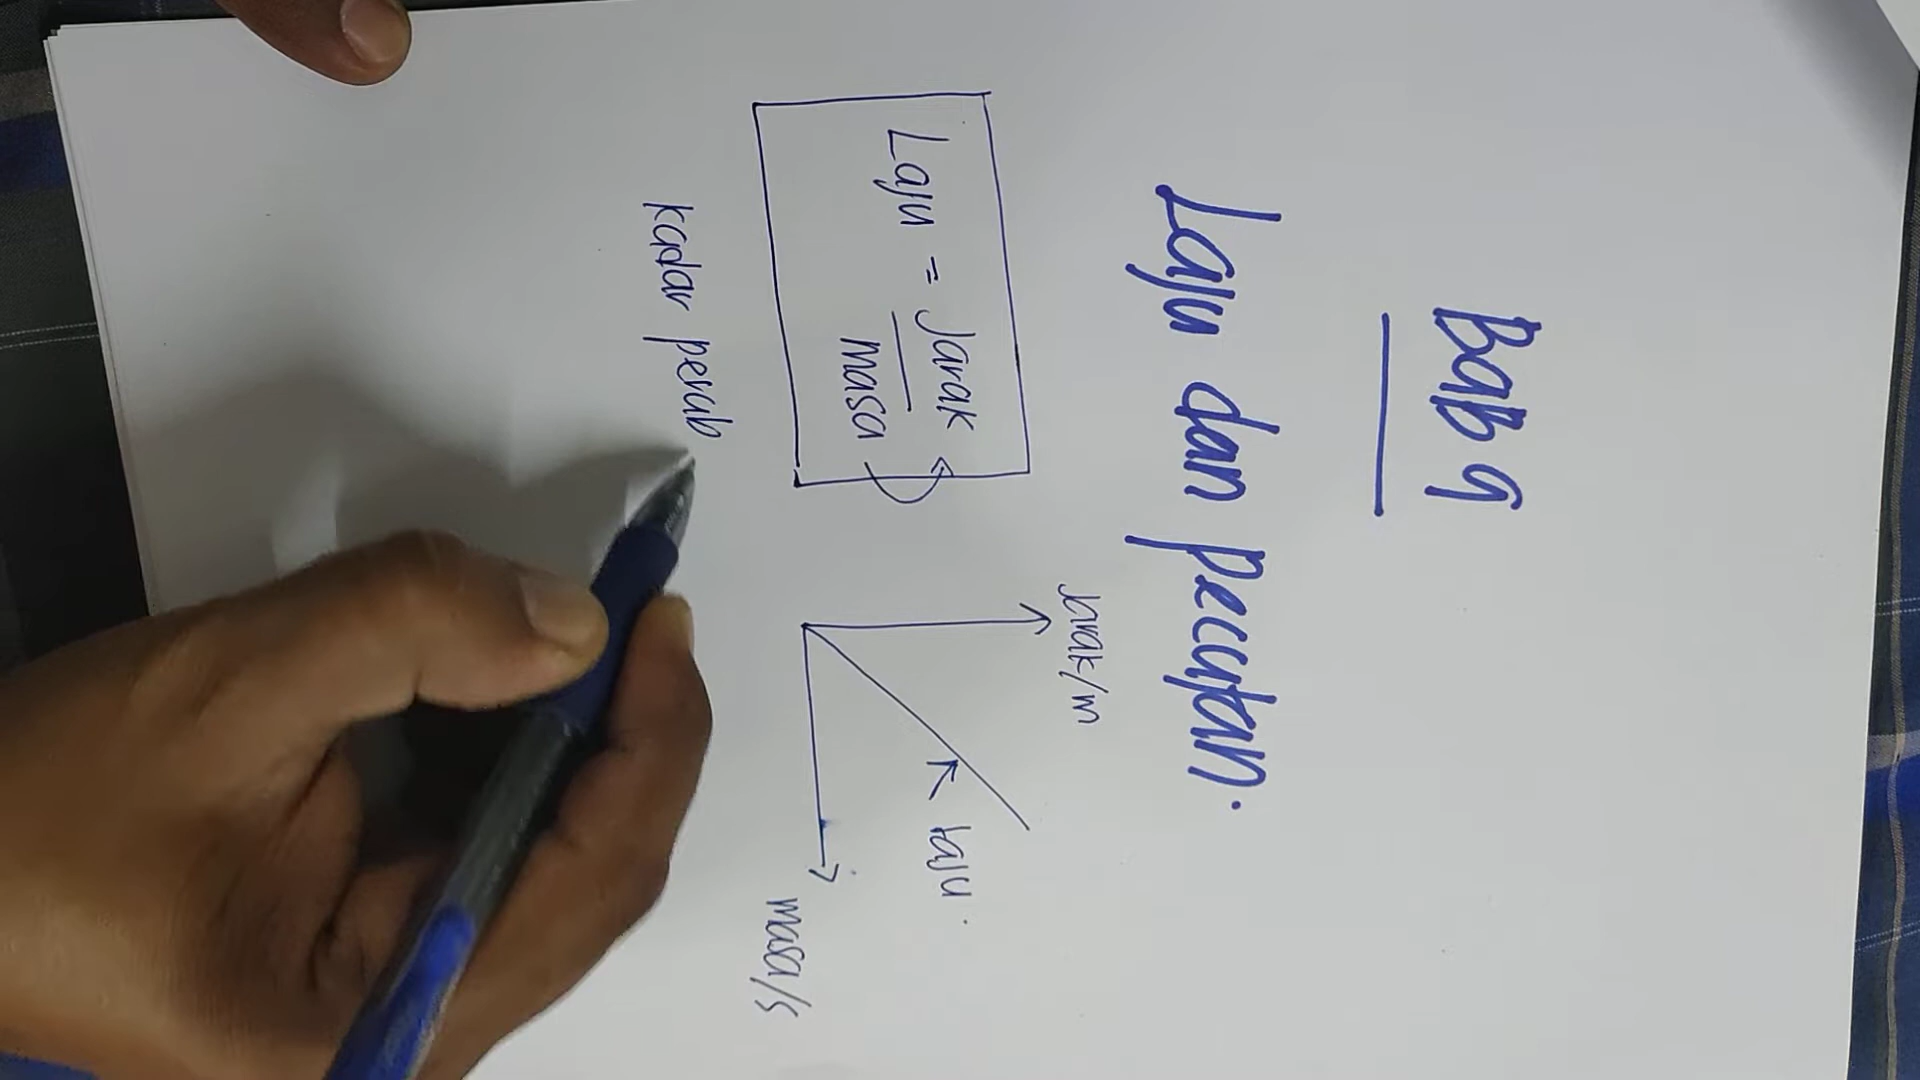 Bab 9
Laju dan pecutan.
Laju = Jarak
masa
Jarak/m
laju.
masa/s
kadar perub